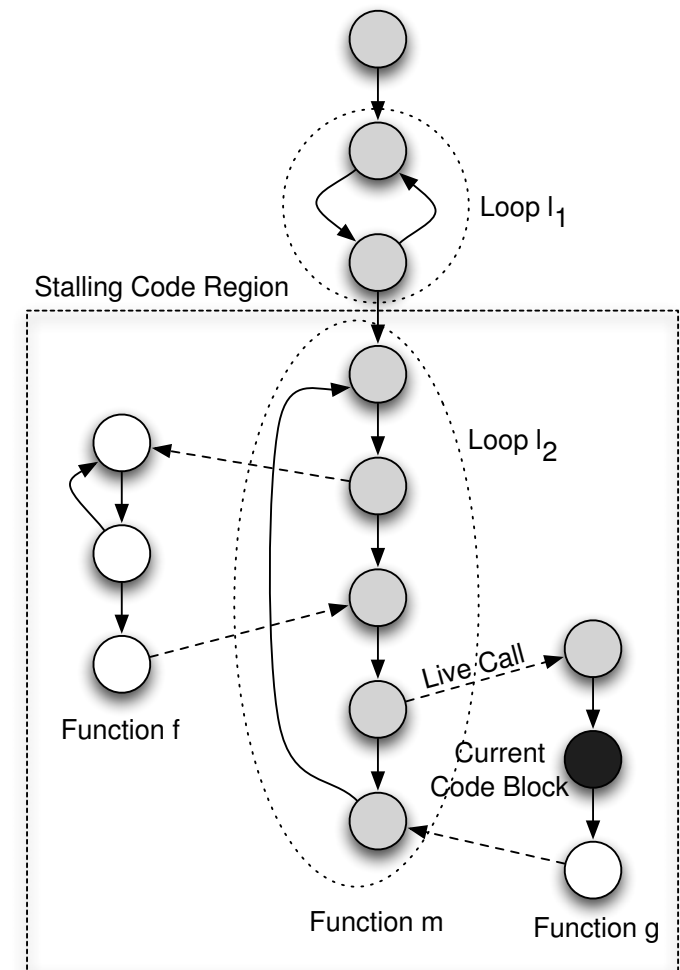 Loop l1
Stalling Code Region
Loop l2
Live Call
Function f
Current
Code Block
Function m
Function g